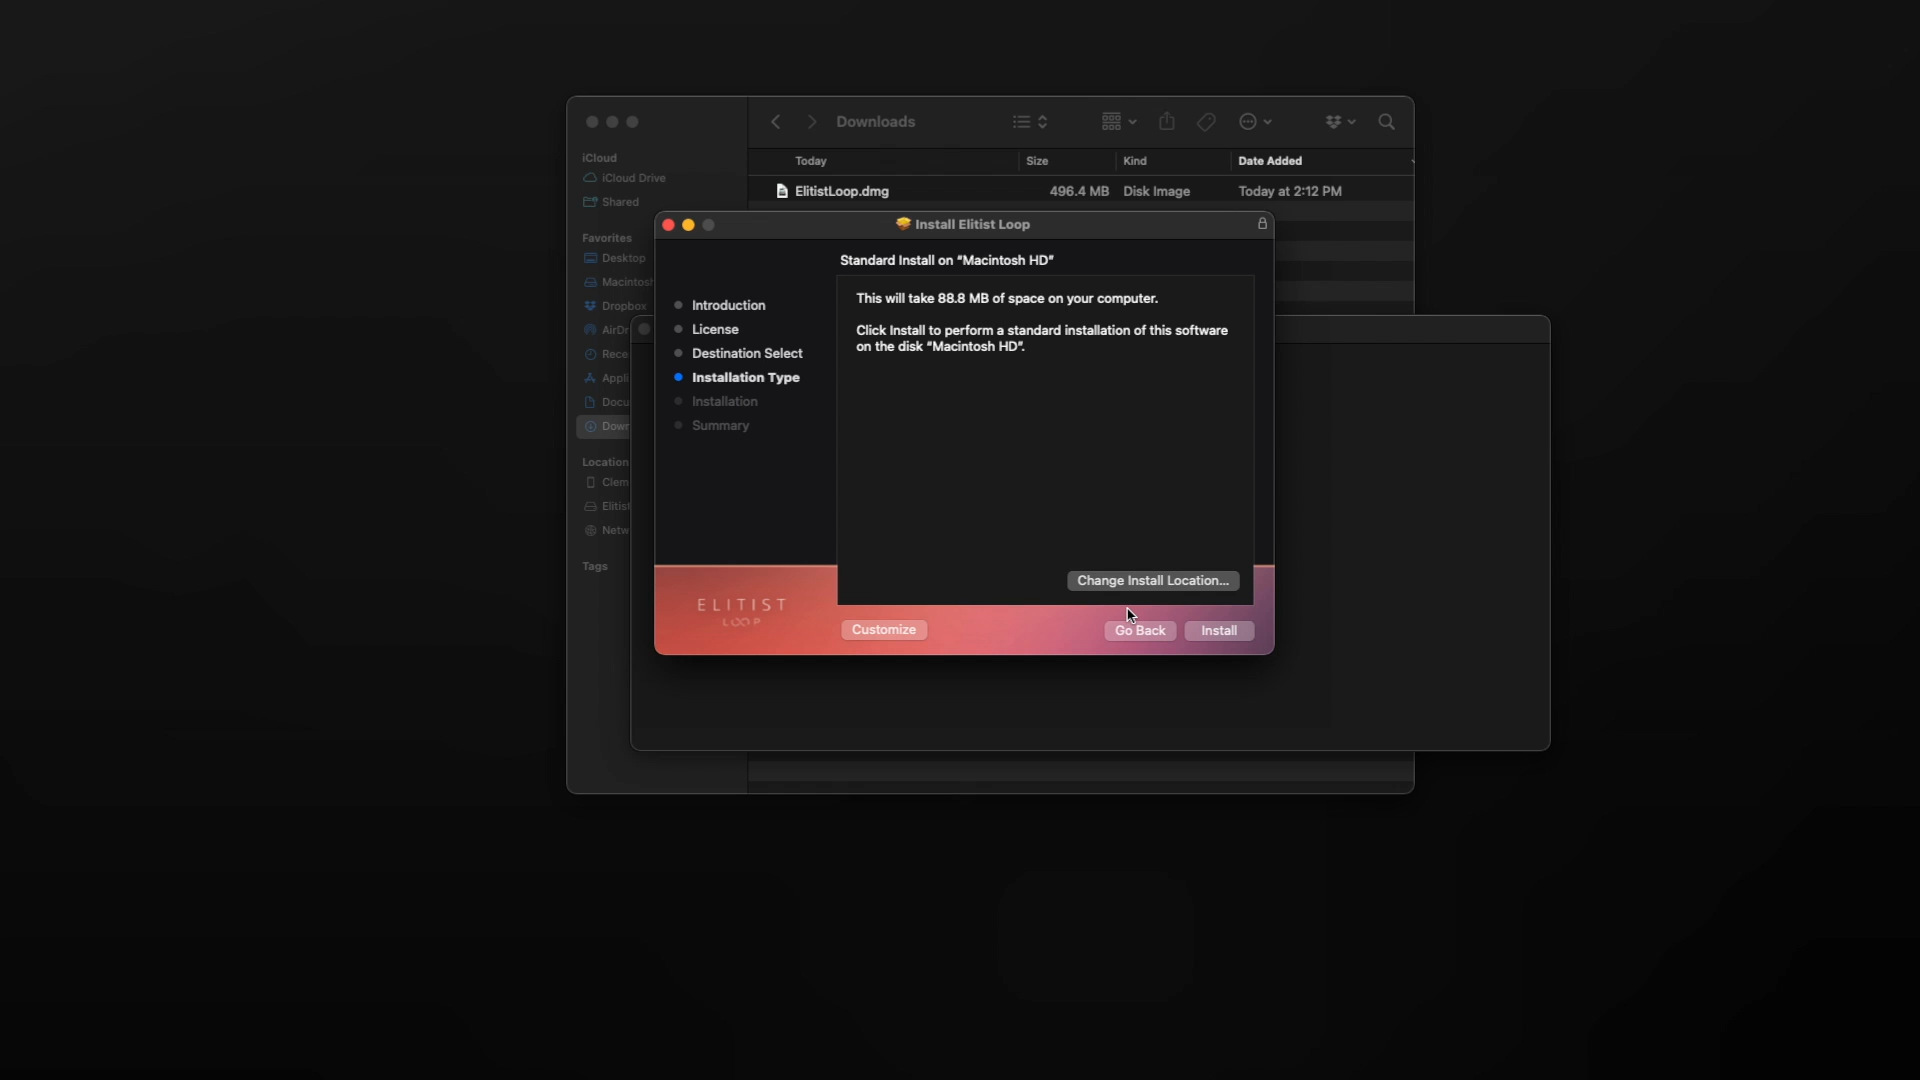 Downloads
iCloud
iCloud Drive
Shared
Favorites
Desktop
Dropbox
Location
Tags
Today
Size
Kind
Date Added
ElitistLoop.dmg
496.4 MB
Disk Image
Today at 2:12 PM
Install Elitist Loop
Standard Install on “Macintosh HD”
Introduction
License
Destination Select
Installation Type
Installation
Summary
This will take 88.8 MB of space on your computer.
Click Install to perform a standard installation of this software
on the disk “Macintosh HD”.
Change Install Location...
ELITIST
LOOP
Customize
Go Back
Install